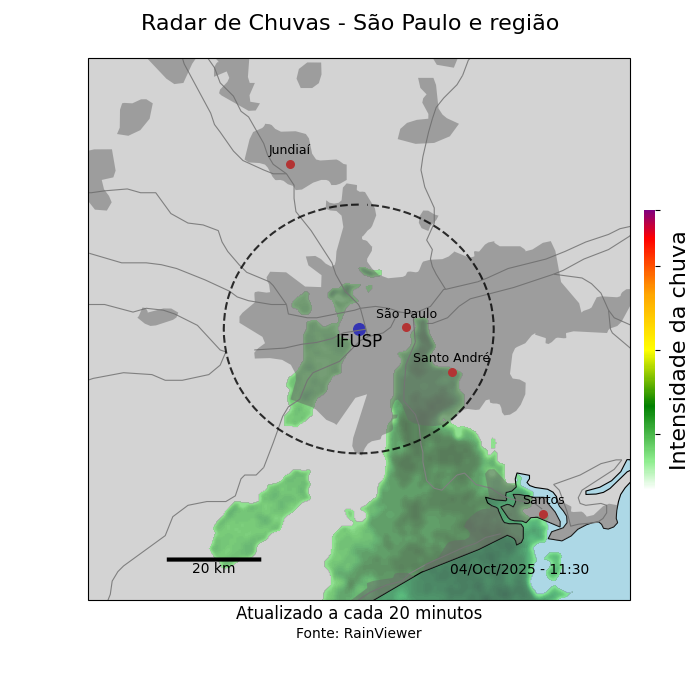 Radar de Chuvas - São Paulo e região
Jundiaí
São Paulo
IFUSP
Santo André
Santos
20 km
04/Oct/2025 - 11:30
Intensidade da chuva
Atualizado a cada 20 minutos
Fonte: RainViewer